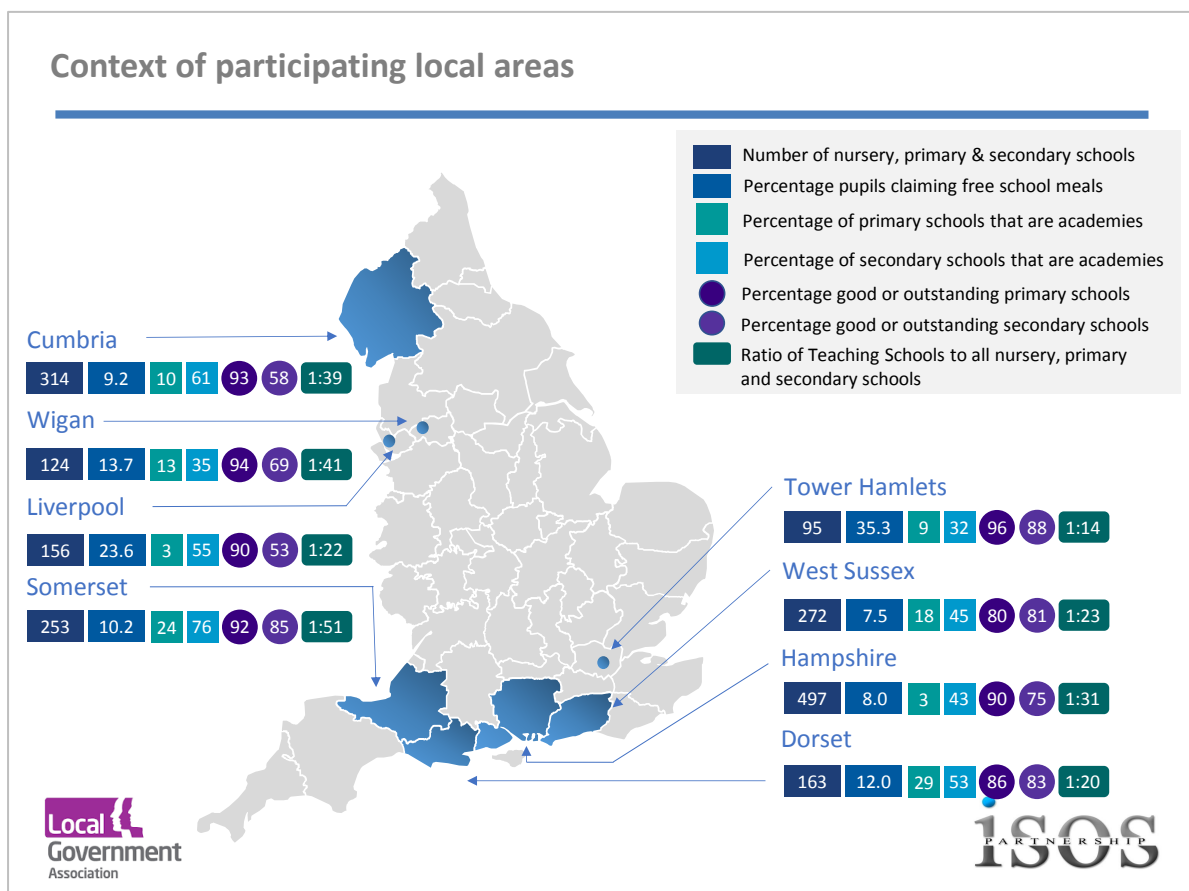 Context of participating local areas
Number of nursery, primary & secondary schools
Percentage pupils claiming free school meals
Percentage of primary schools that are academies
Percentage of secondary schools that are academies
Percentage good or outstanding primary schools
Percentage good or outstanding secondary schools
Ratio of Teaching Schools to all nursery, primary
and secondary schools
Cumbria
314 9.2 10 61 93 58 1:39
Wigan
124 13.7 13 35 94 69 1:41
Liverpool
156 23.6 3 55 90 53 1:22
Somerset
253 10.2 24 76 92 85 1:51
Tower Hamlets
95 35.3 9 32 96 88 1:14
West Sussex
272 7.5 18 45 80 81 1:23
Hampshire
497 8.0 3 43 90 75 1:31
Dorset
163 12.0 29 53 86 83 1:20
Local
Government
Association
isos
PARTNERSHIP